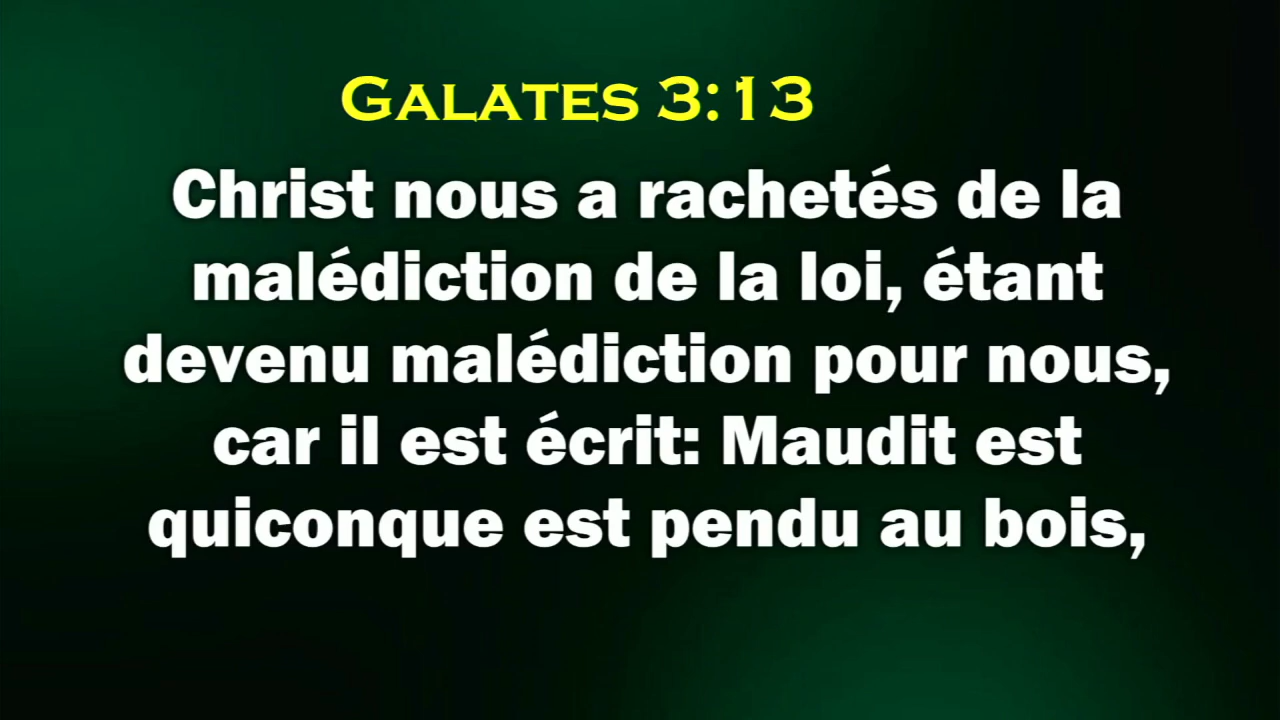 Galates 3:13
Christ nous a rachetés de la
malédiction de la loi, étant
devenu malédiction pour nous,
car il est écrit: Maudit est
quiconque est pendu au bois,